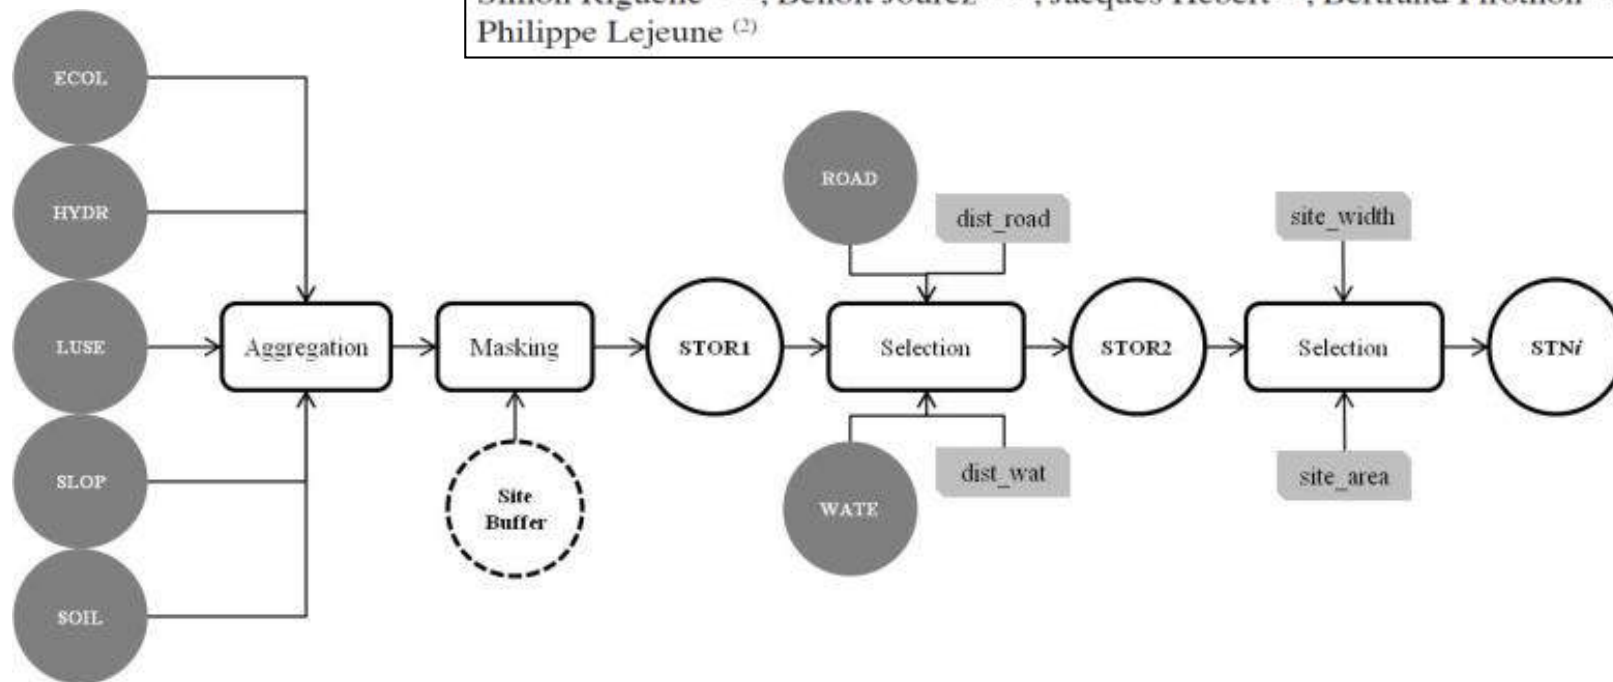 Philippe Lejeune (2)
ECOL
HYDR
LUSE
SLOP
SOIL
Aggregation
Masking
Site
Buffer
STOR1
ROAD
dist_road
Selection
WATE
dist_wat
STOR2
site_width
Selection
site_area
STNi